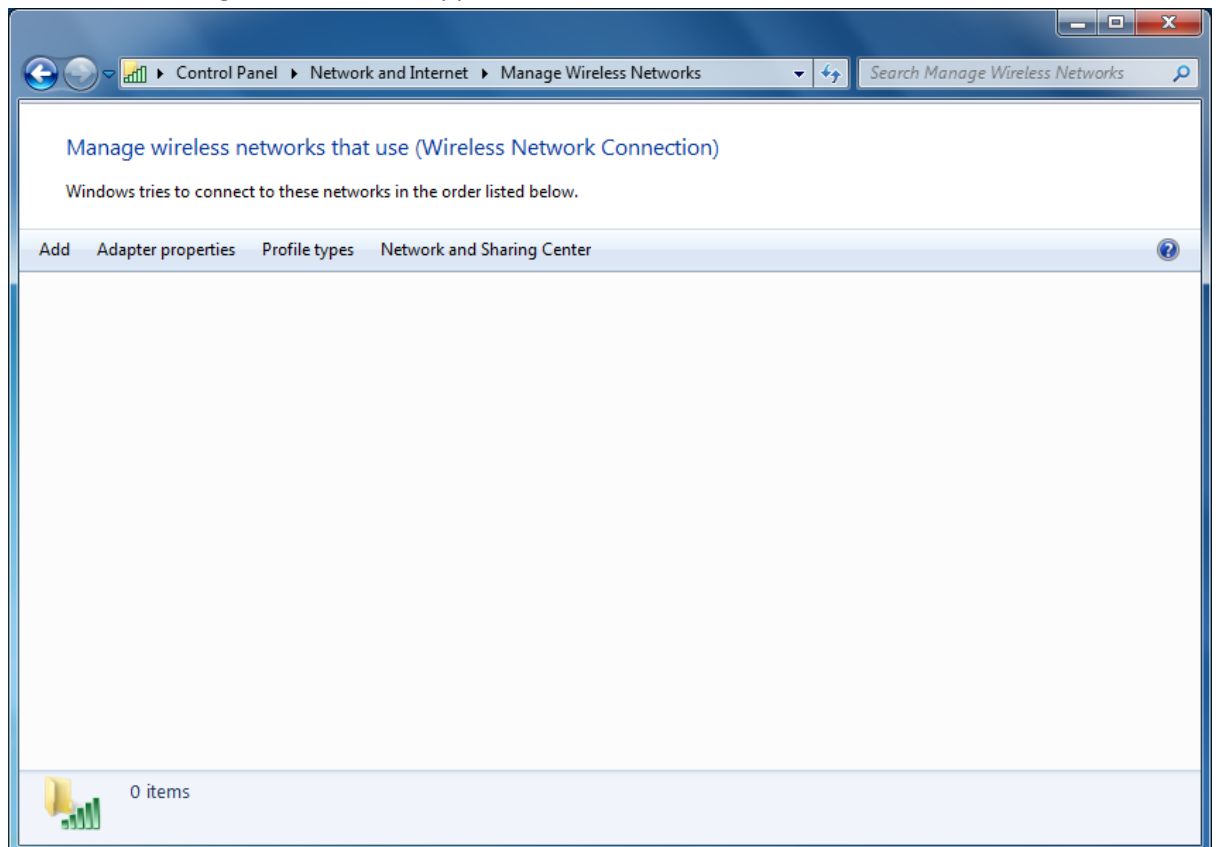 Control Panel ▸ Network and Internet ▸ Manage Wireless Networks
Search Manage Wireless Networks
Manage wireless networks that use (Wireless Network Connection)
Windows tries to connect to these networks in the order listed below.
Add Adapter properties Profile types Network and Sharing Center
0 items